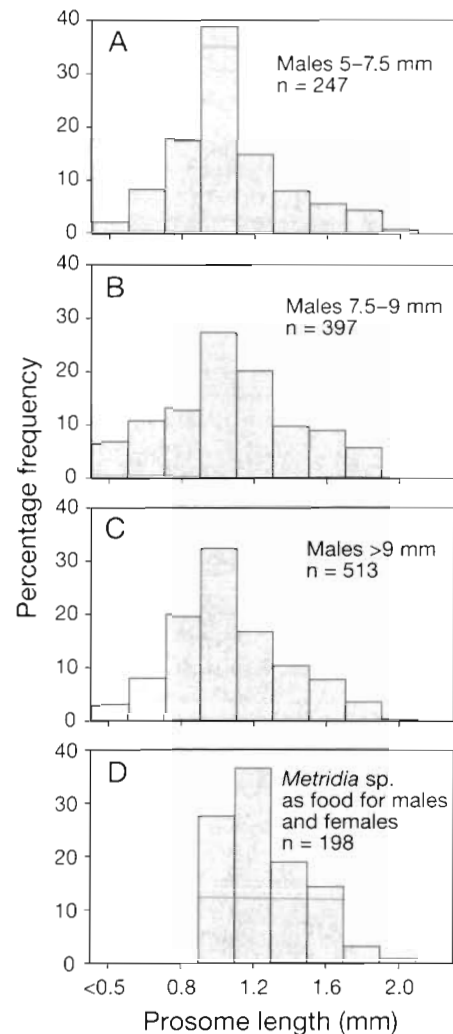 A
Males 5–7.5 mm
n = 247
40
30
20
10
0
B
Males 7.5–9 mm
n = 397
40
30
20
10
0
Percentage frequency
C
Males >9 mm
n = 513
40
30
20
10
0
D
Metridia sp.
as food for males
and females
n = 198
40
30
20
10
0
<0.5 0.8 1.2 1.6 2.0
Prosome length (mm)